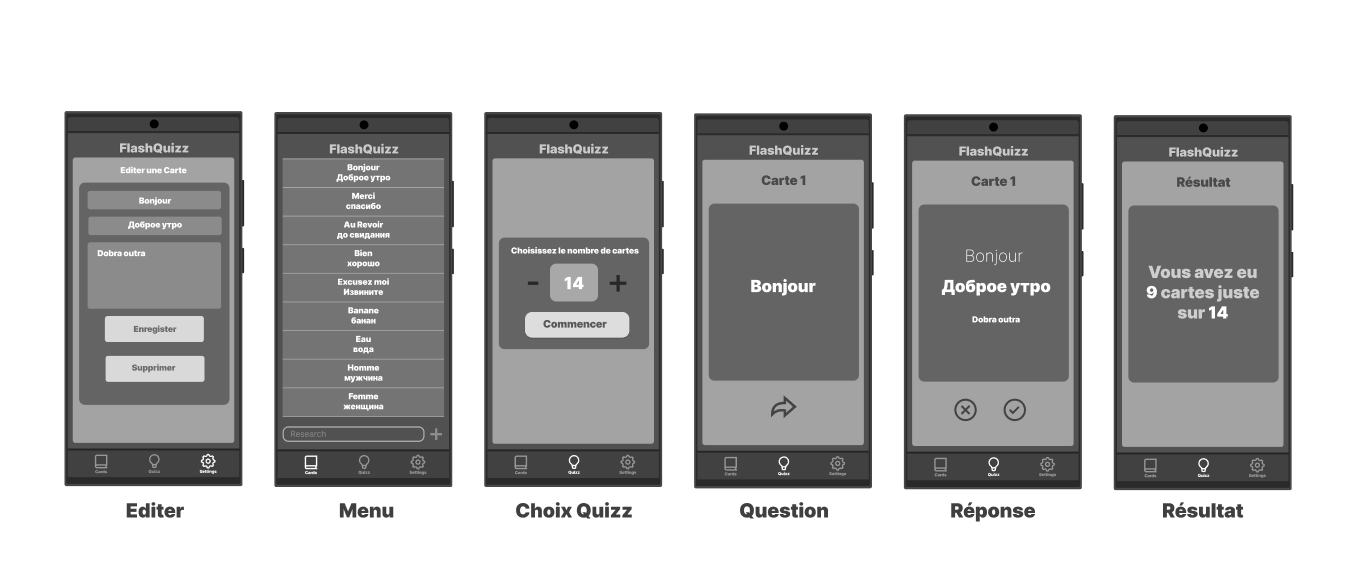 FlashQuizz
Editer une Carte
Bonjour
Доброе утро
Dobra outra
Enregister
Supprimer
Cards
Quizz
Settings
Editer
FlashQuizz
Bonjour
Доброе утро
Merci
спасибо
Au Revoir
до свидания
Bien
хорошо
Excusez moi
Извините
Banane
банан
Eau
вода
Homme
мужчина
Femme
женщина
Research
Cards
Quizz
Settings
Menu
FlashQuizz
Choisissez le nombre de cartes
- 14 +
Commencer
Cards
Quizz
Settings
Choix Quizz
FlashQuizz
Carte 1
Bonjour
Cards
Quizz
Settings
Question
FlashQuizz
Carte 1
Bonjour
Доброе утро
Dobra outra
Cards
Quizz
Settings
Réponse
FlashQuizz
Résultat
Vous avez eu
9 cartes juste
sur 14
Cards
Quizz
Settings
Résultat